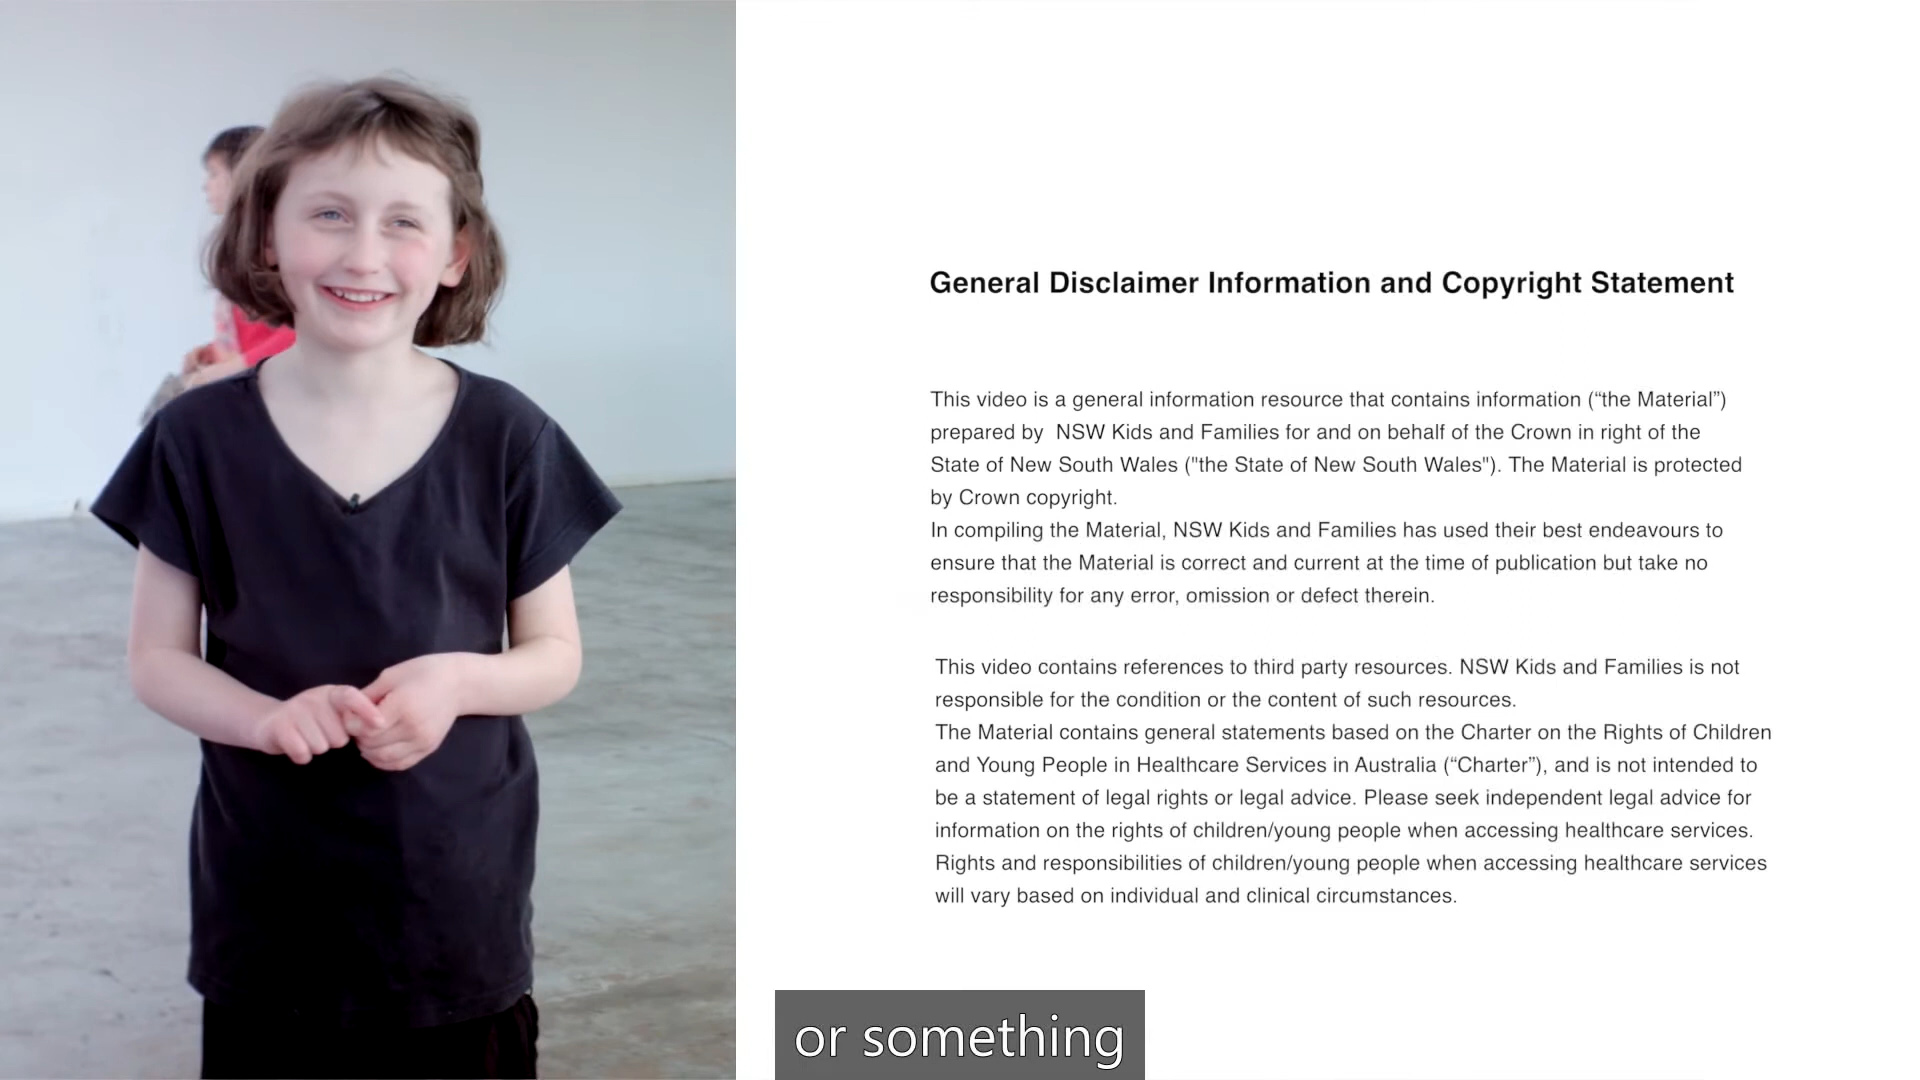 General Disclaimer Information and Copyright Statement
This video is a general information resource that contains information (“the Material”)
prepared by  NSW Kids and Families for and on behalf of the Crown in right of the
State of New South Wales ("the State of New South Wales"). The Material is protected
by Crown copyright.
In compiling the Material, NSW Kids and Families has used their best endeavours to
ensure that the Material is correct and current at the time of publication but take no
responsibility for any error, omission or defect therein.
This video contains references to third party resources. NSW Kids and Families is not
responsible for the condition or the content of such resources.
The Material contains general statements based on the Charter on the Rights of Children
and Young People in Healthcare Services in Australia (“Charter”), and is not intended to
be a statement of legal rights or legal advice. Please seek independent legal advice for
information on the rights of children/young people when accessing healthcare services.
Rights and responsibilities of children/young people when accessing healthcare services
will vary based on individual and clinical circumstances.
or something